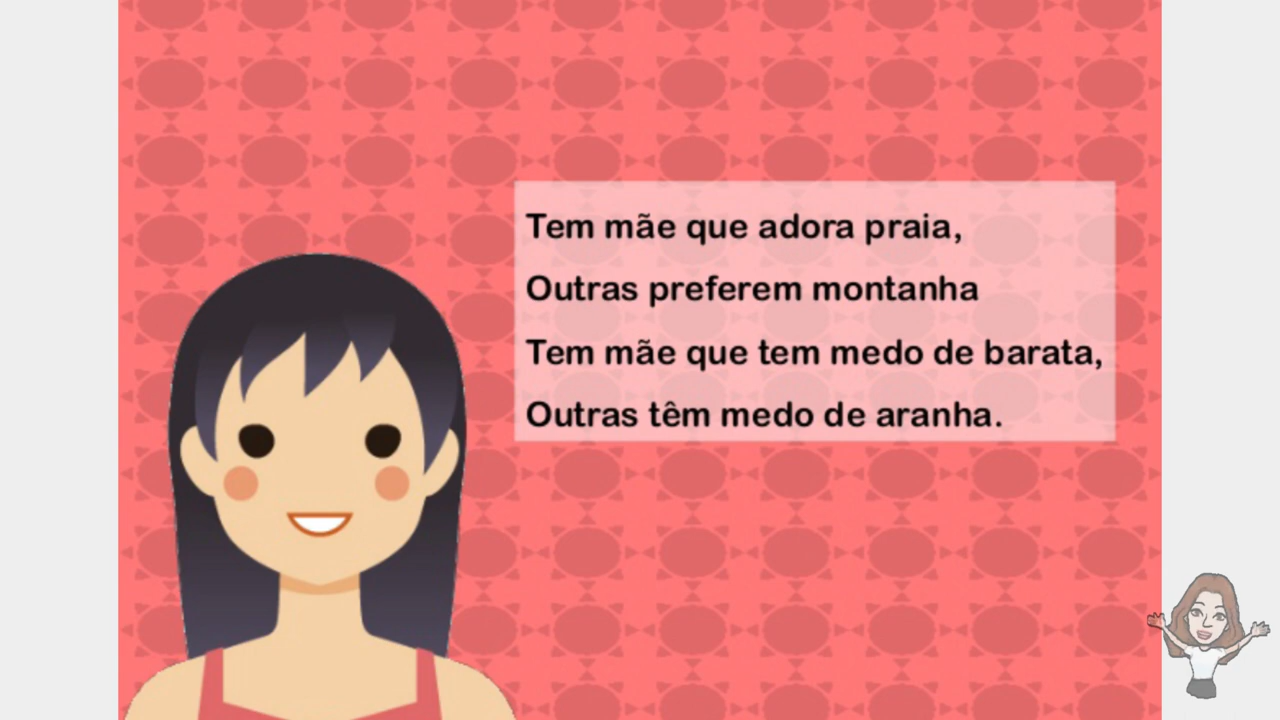 Tem mãe que adora praia,
Outras preferem montanha
Tem mãe que tem medo de barata,
Outras têm medo de aranha.